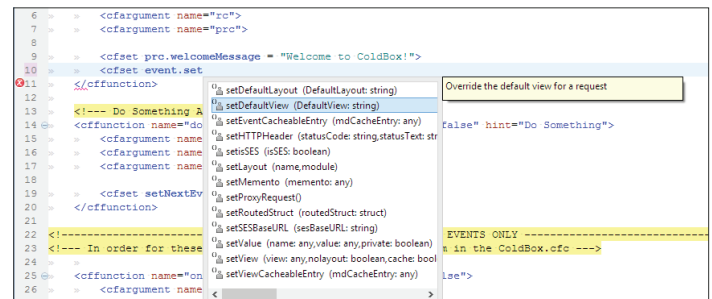 6 <cfargument name="rc">
7 <cfargument name="prc">
8
9 <cfset prc.welcomeMessage = "Welcome to ColdBox!">
10 <cfset event.set
11 </cffunction>
12
13 <!--- Do Something A
14 <cffunction name="do false" hint="Do Something">
15 <cfargument name
16 <cfargument name
17 <cfargument name
18
19 <cfset setNextEv
20 </cffunction>
21
22 <!------------------------ EVENTS ONLY ------------------------
23 <!--- In order for these m in the ColdBox.cfc --->
24
25 <cffunction name="on lse">
26 <cfargument name
setDefaultLayout (DefaultLayout: string)
setDefaultView (DefaultView: string)
setEventCacheableEntry (mdCacheEntry: any)
setHTTPHeader (statusCode: string,statusText: str
setisSES (isSES: boolean)
setLayout (name,module)
setMemento (memento: any)
setProxyRequest()
setRoutedStruct (routedStruct: struct)
setSESBaseURL (sesBaseURL: string)
setValue (name: any,value: any,private: boolean)
setView (view: any,nolayout: boolean,cache: bool
setViewCacheableEntry (mdCacheEntry: any)
Override the default view for a request